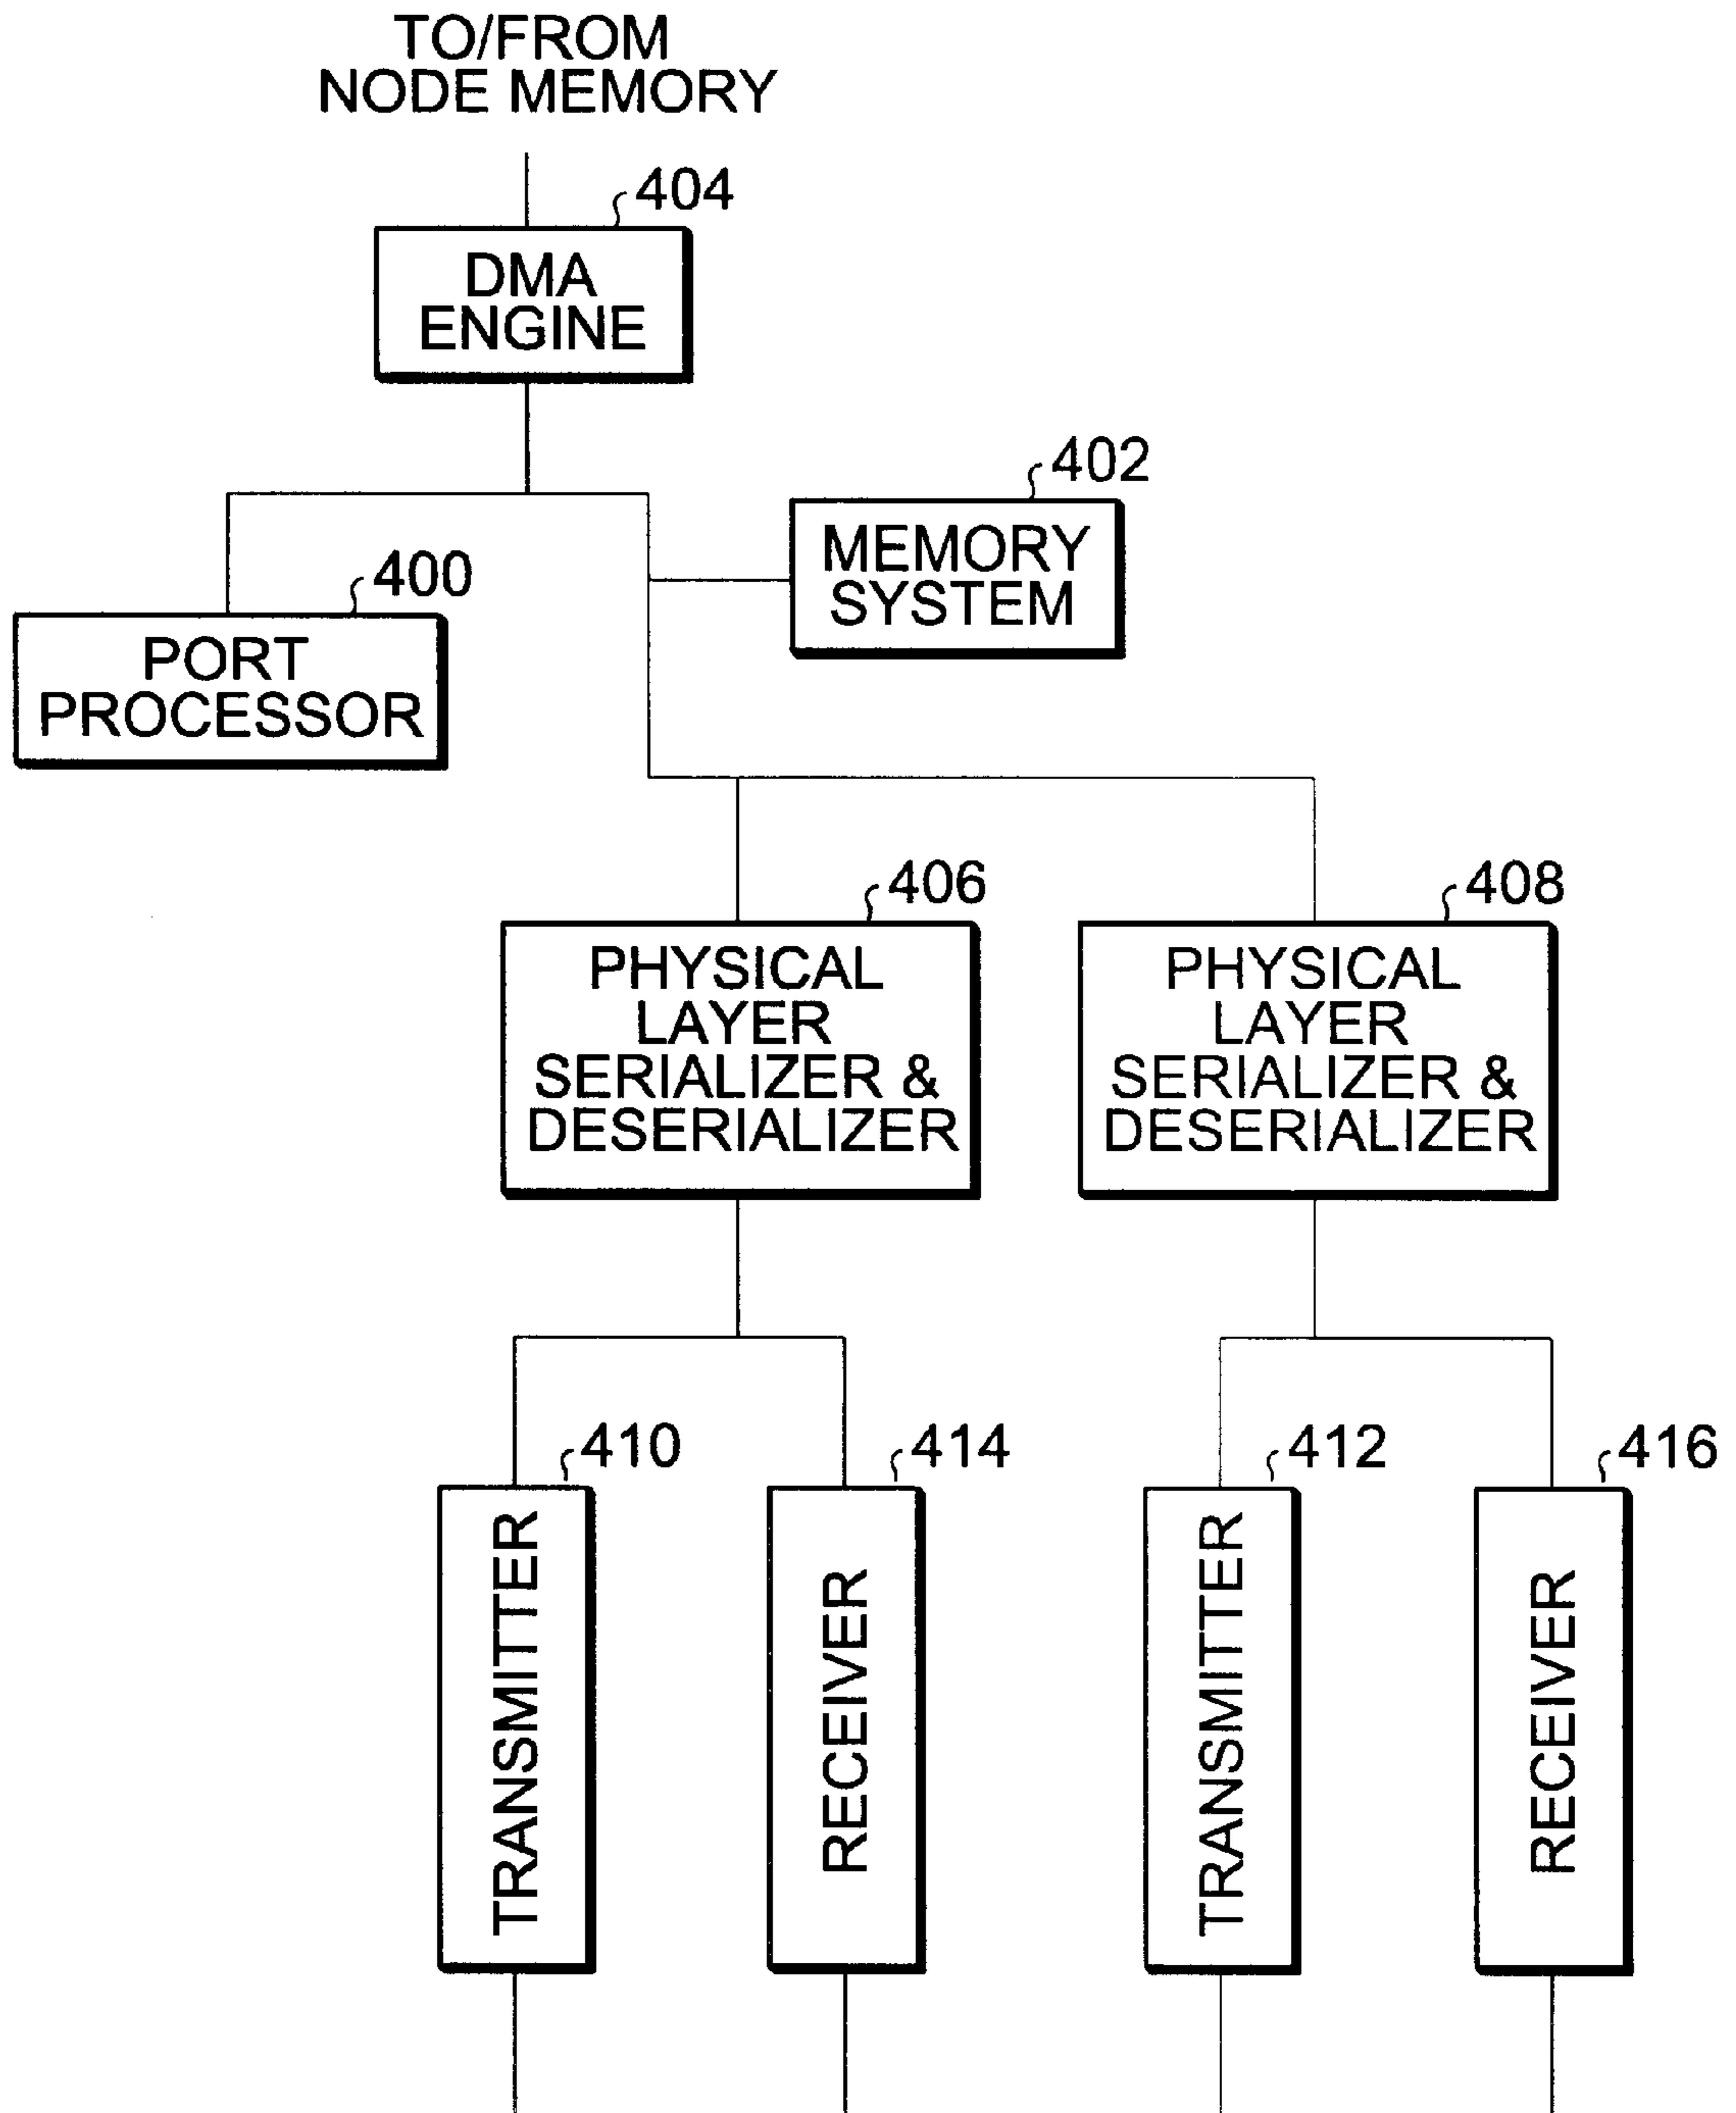 TO/FROM
NODE MEMORY
404
DMA
ENGINE
402
MEMORY
SYSTEM
400
PORT
PROCESSOR
406
PHYSICAL
LAYER
SERIALIZER &
DESERIALIZER
408
PHYSICAL
LAYER
SERIALIZER &
DESERIALIZER
410
TRANSMITTER
414
RECEIVER
412
TRANSMITTER
416
RECEIVER